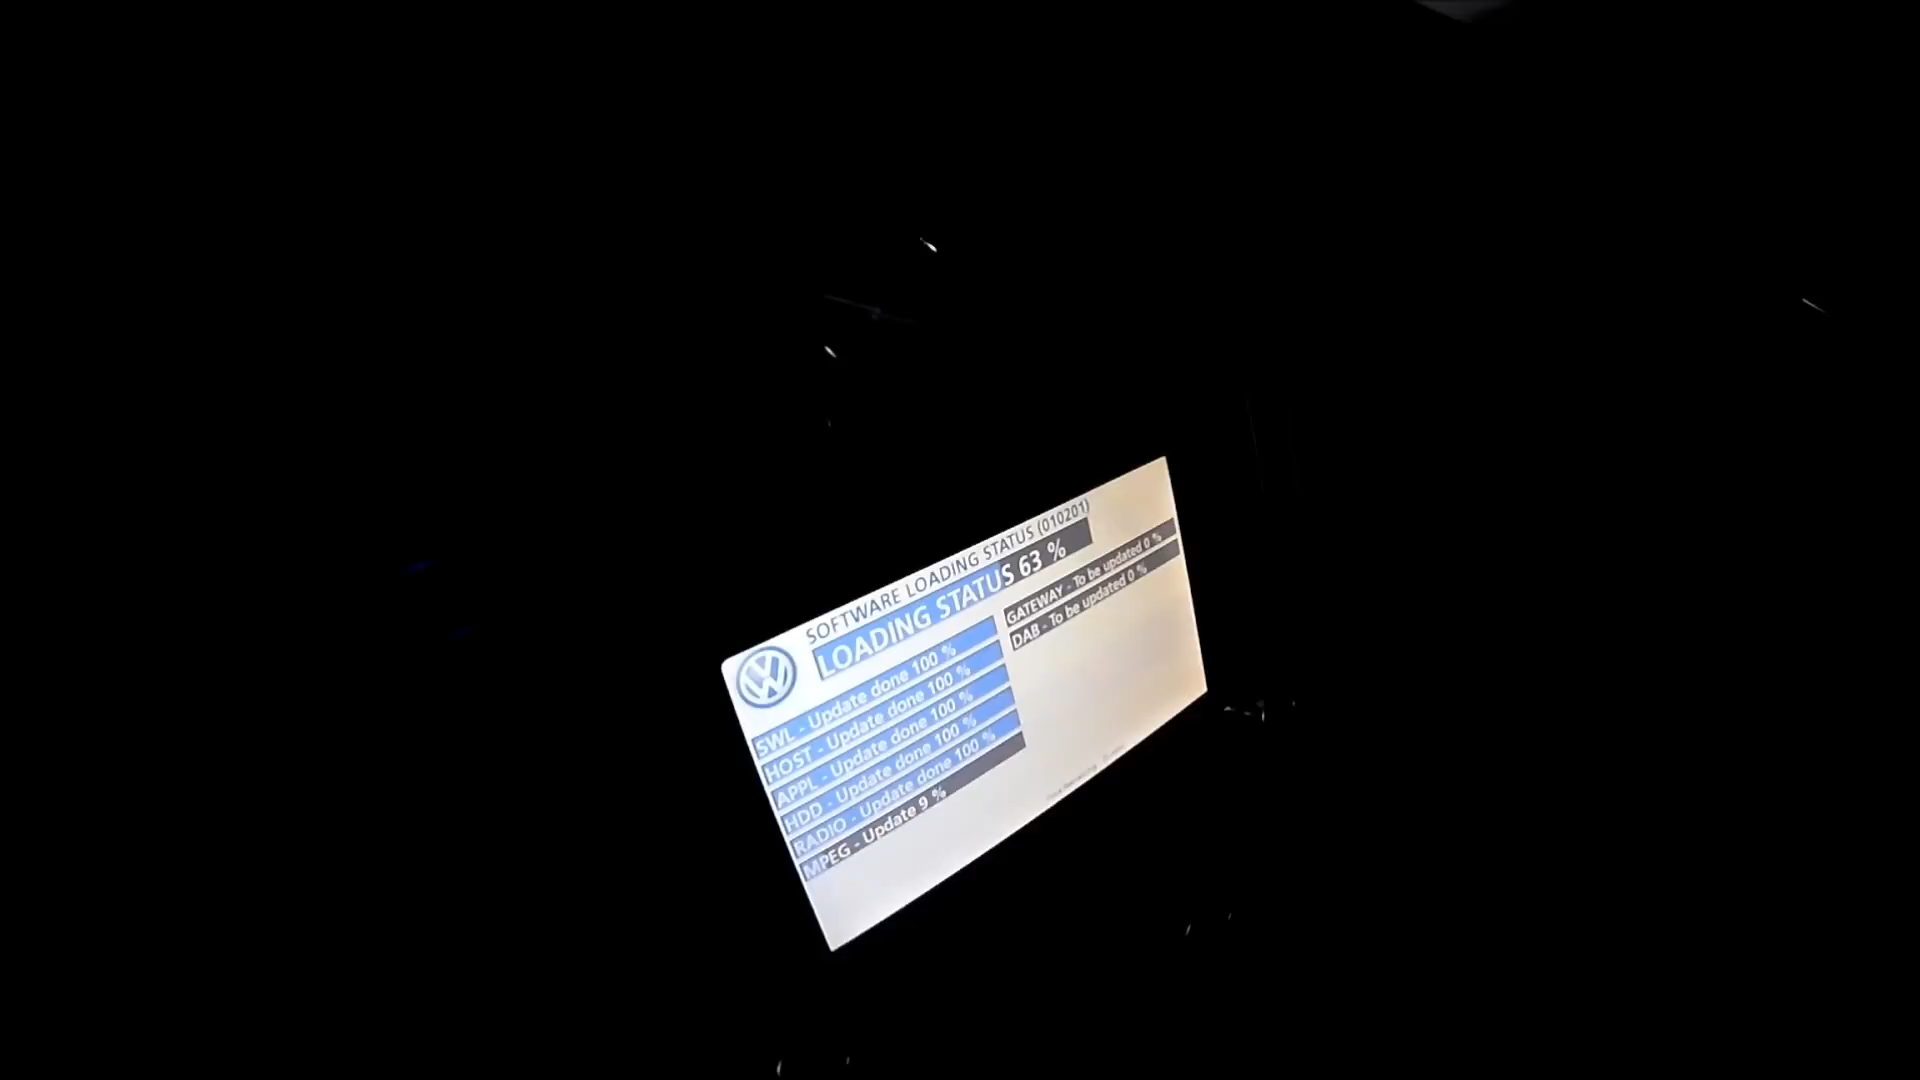 SOFTWARE LOADING STATUS (010201)
LOADING STATUS 63 %
SWL - Update done 100 %
HOST - Update done 100 %
APPL - Update done 100 %
HDD - Update done 100 %
RADIO - Update done 100 %
MPEG - Update 9 %
GATEWAY - To be updated 0 %
DAB - To be updated 0 %